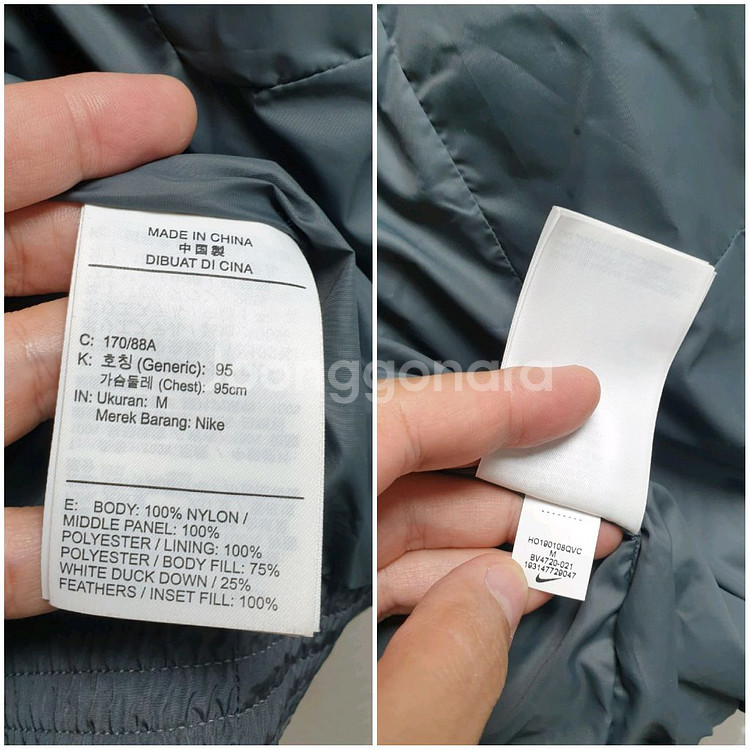 MADE IN CHINA
中国製
DIBUAT DI CINA
C: 170/88A
K: 호칭 (Generic): 95
가슴둘레 (Chest): 95cm
IN: Ukuran: M
Merek Barang: Nike
E: BODY: 100% NYLON /
MIDDLE PANEL: 100%
POLYESTER / LINING: 100%
POLYESTER / BODY FILL: 75%
WHITE DUCK DOWN / 25%
FEATHERS / INSET FILL: 100%
joonggonara
HO190108QVC
M
BV4720-021
193147729047